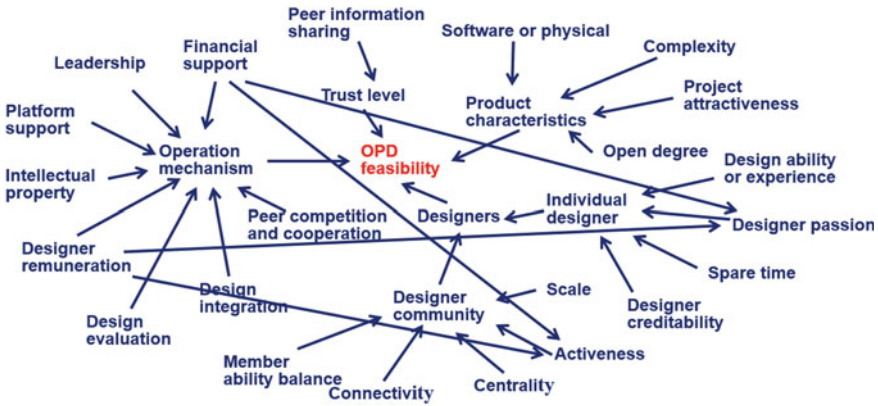 Peer information
sharing
Software or physical
Financial
support
Complexity
Leadership
Project
attractiveness
Trust level
Product
characteristics
Platform
support
Operation
mechanism
OPD
feasibility
Open degree
Design ability
or experience
Intellectual
property
Individual
designer
Designers
Peer competition
and cooperation
Designer passion
Designer
remuneration
Spare time
Design
integration
Designer
community
Scale
Designer
creditability
Design
evaluation
Activeness
Member
ability balance
Connectivity
Centrality